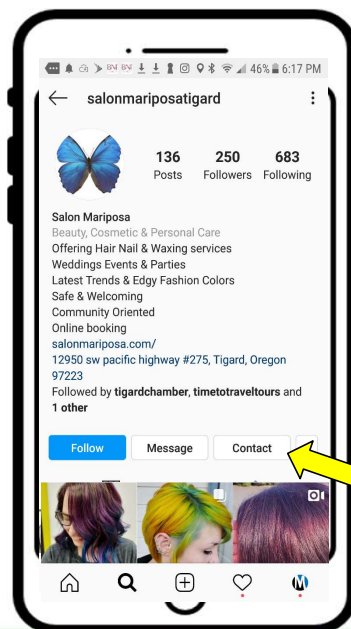 46% 6:17 PM
salonmariposatigard
136 250 683
Posts Followers Following
Salon Mariposa
Beauty, Cosmetic & Personal Care
Offering Hair Nail & Waxing services
Weddings Events & Parties
Latest Trends & Edgy Fashion Colors
Safe & Welcoming
Community Oriented
Online booking
salonmariposa.com/
12950 sw pacific highway #275, Tigard, Oregon
97223
Followed by tigardchamber, timetotraveltours and
1 other
Follow Message Contact